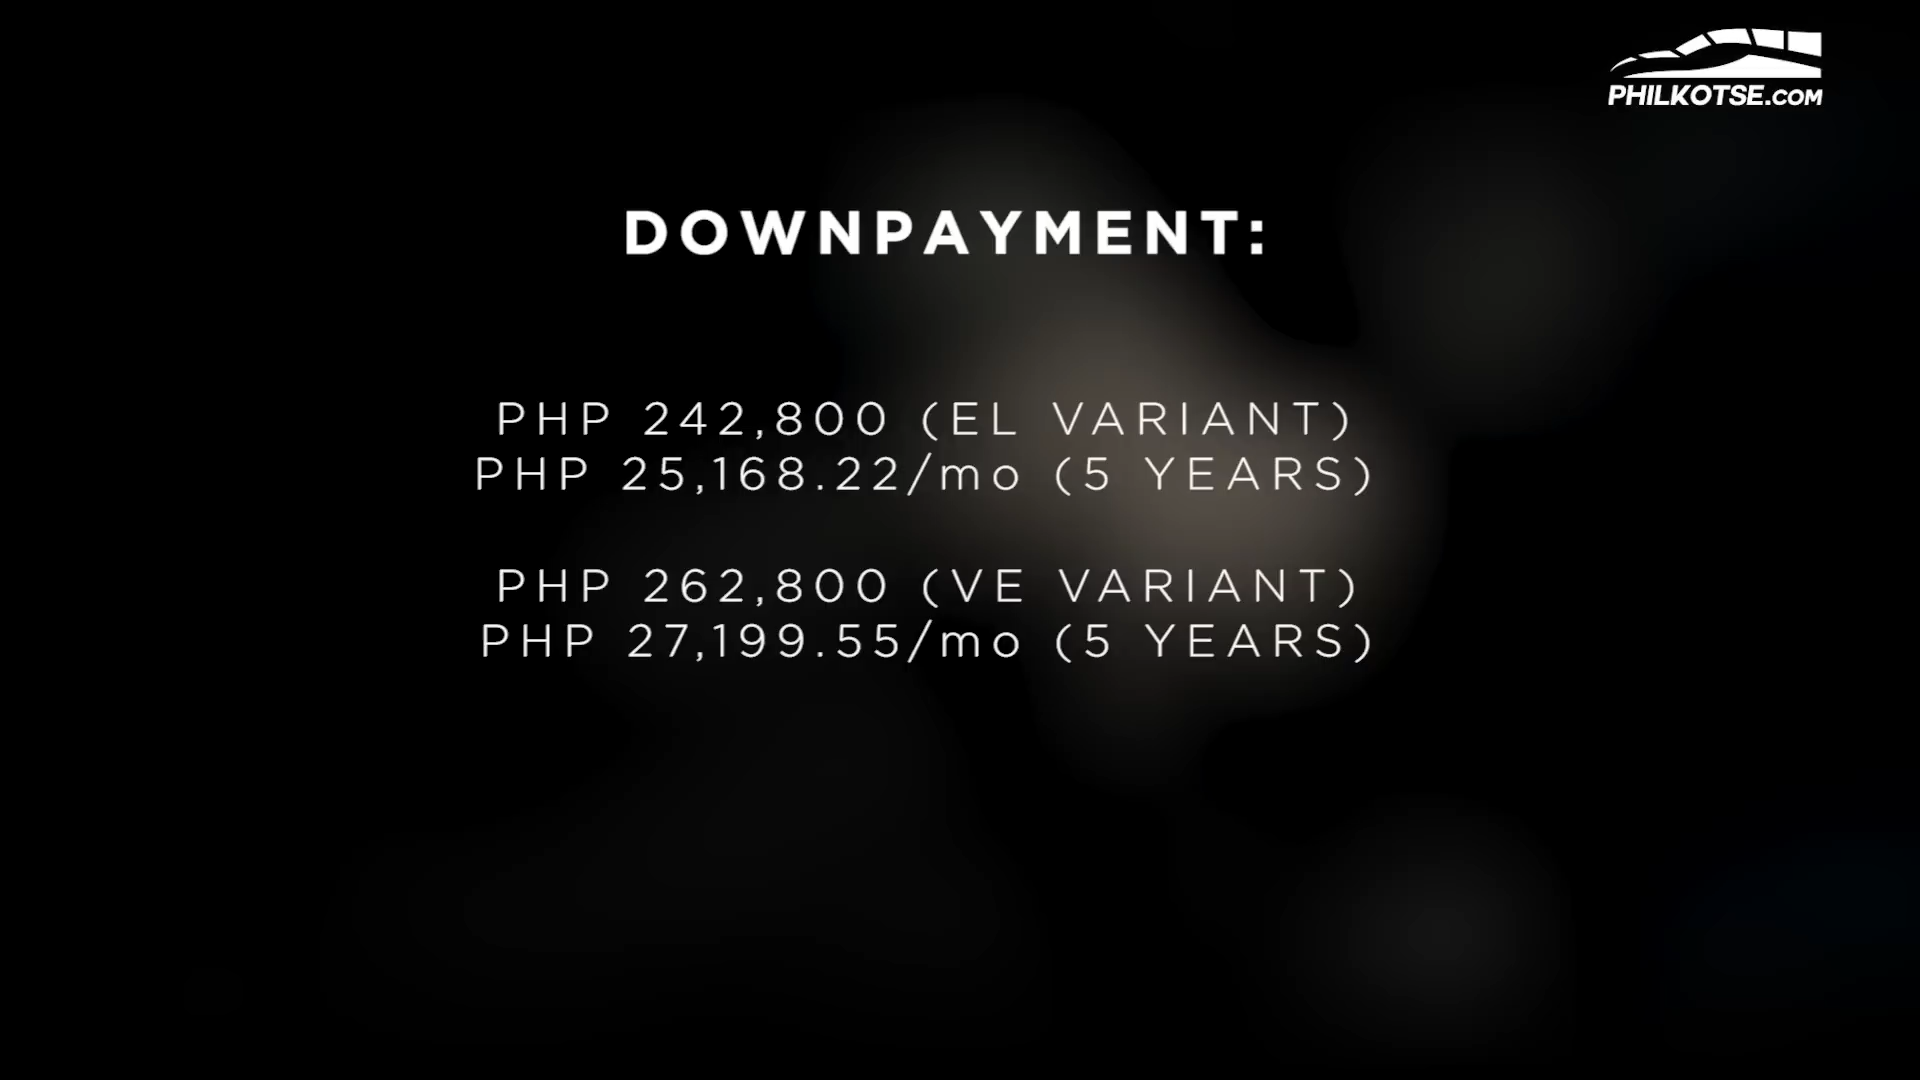 PHILKOTSE.COM
DOWNPAYMENT:
PHP 242,800 (EL VARIANT)
PHP 25,168.22/mo (5 YEARS)
PHP 262,800 (VE VARIANT)
PHP 27,199.55/mo (5 YEARS)